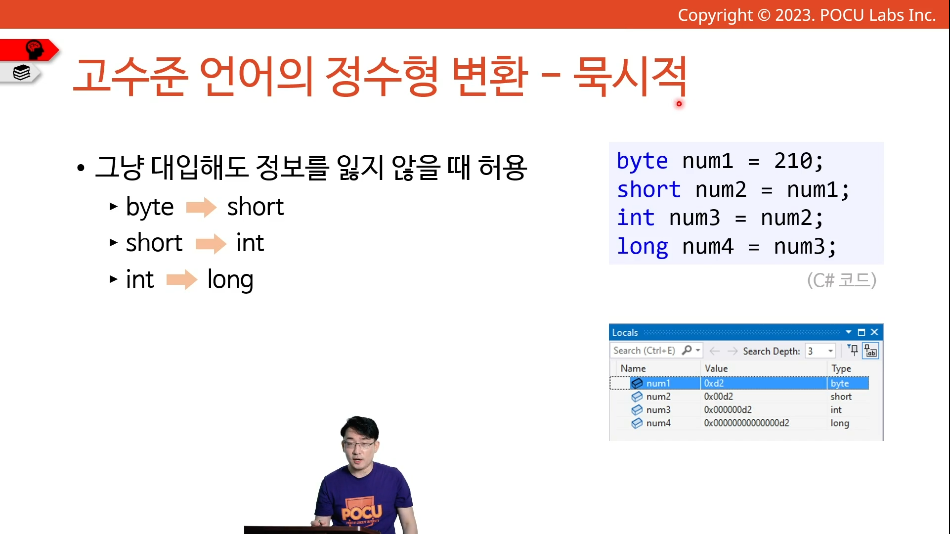 Copyright © 2023. POCU Labs Inc.
고수준 언어의 정수형 변환 – 묵시적
• 그냥 대입해도 정보를 잃지 않을 때 허용
▸ byte ➡ short
▸ short ➡ int
▸ int ➡ long
byte num1 = 210;
short num2 = num1;
int num3 = num2;
long num4 = num3;
(C# 코드)
Locals
Search (Ctrl+E) Search Depth: 3
Name Value Type
num1 0xd2 byte
num2 0x00d2 short
num3 0x000000d2 int
num4 0x00000000000000d2 long
POCU